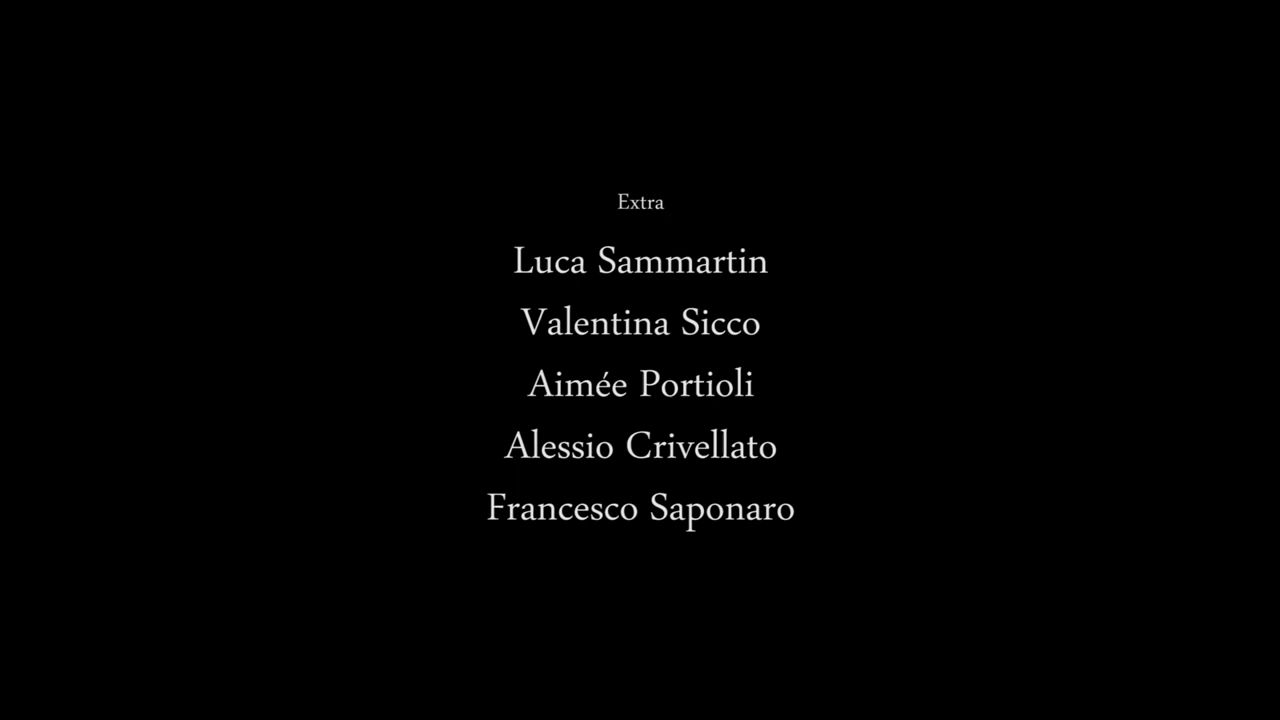 Extra
Luca Sammartin
Valentina Sicco
Aimée Portioli
Alessio Crivellato
Francesco Saponaro